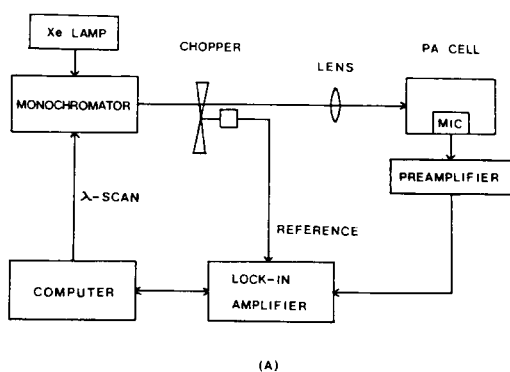 Xe LAMP
CHOPPER
PA CELL
LENS
MONOCHROMATOR
MIC
PREAMPLIFIER
λ-SCAN
REFERENCE
COMPUTER
LOCK-IN
AMPLIFIER
(A)